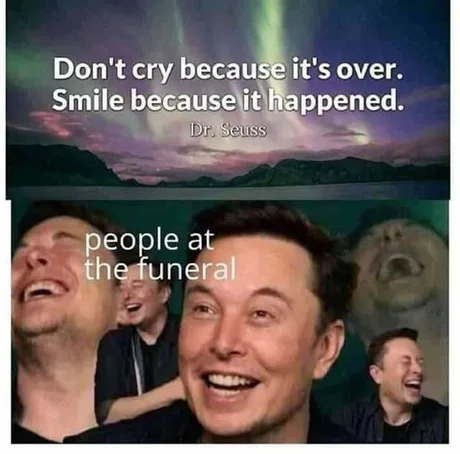 Don't cry because it's over.
Smile because it happened.
Dr. Seuss
people at
the funeral